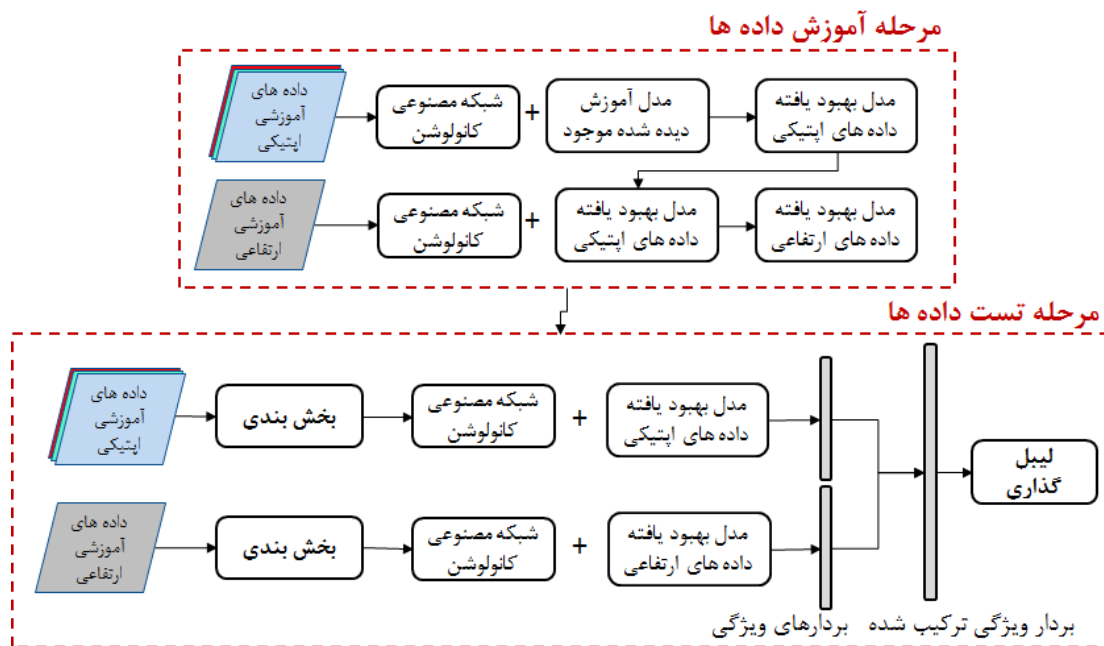 مرحله آموزش داده ها
داده های
آموزشی
اپتیکی
شبکه مصنوعی
کانولوشن
+
مدل آموزش
دیده شده موجود
مدل بهبود یافته
داده های اپتیکی
داده های
آموزشی
ارتفاعی
شبکه مصنوعی
کانولوشن
+
مدل بهبود یافته
داده های اپتیکی
مدل بهبود یافته
داده های ارتفاعی
مرحله تست داده ها
داده های
آموزشی
اپتیکی
بخش بندی
شبکه مصنوعی
کانولوشن
+
مدل بهبود یافته
داده های اپتیکی
لیبل
گذاری
داده های
آموزشی
ارتفاعی
بخش بندی
شبکه مصنوعی
کانولوشن
+
مدل بهبود یافته
داده های ارتفاعی
بردار ویژگی ترکیب شده
بردارهای ویژگی